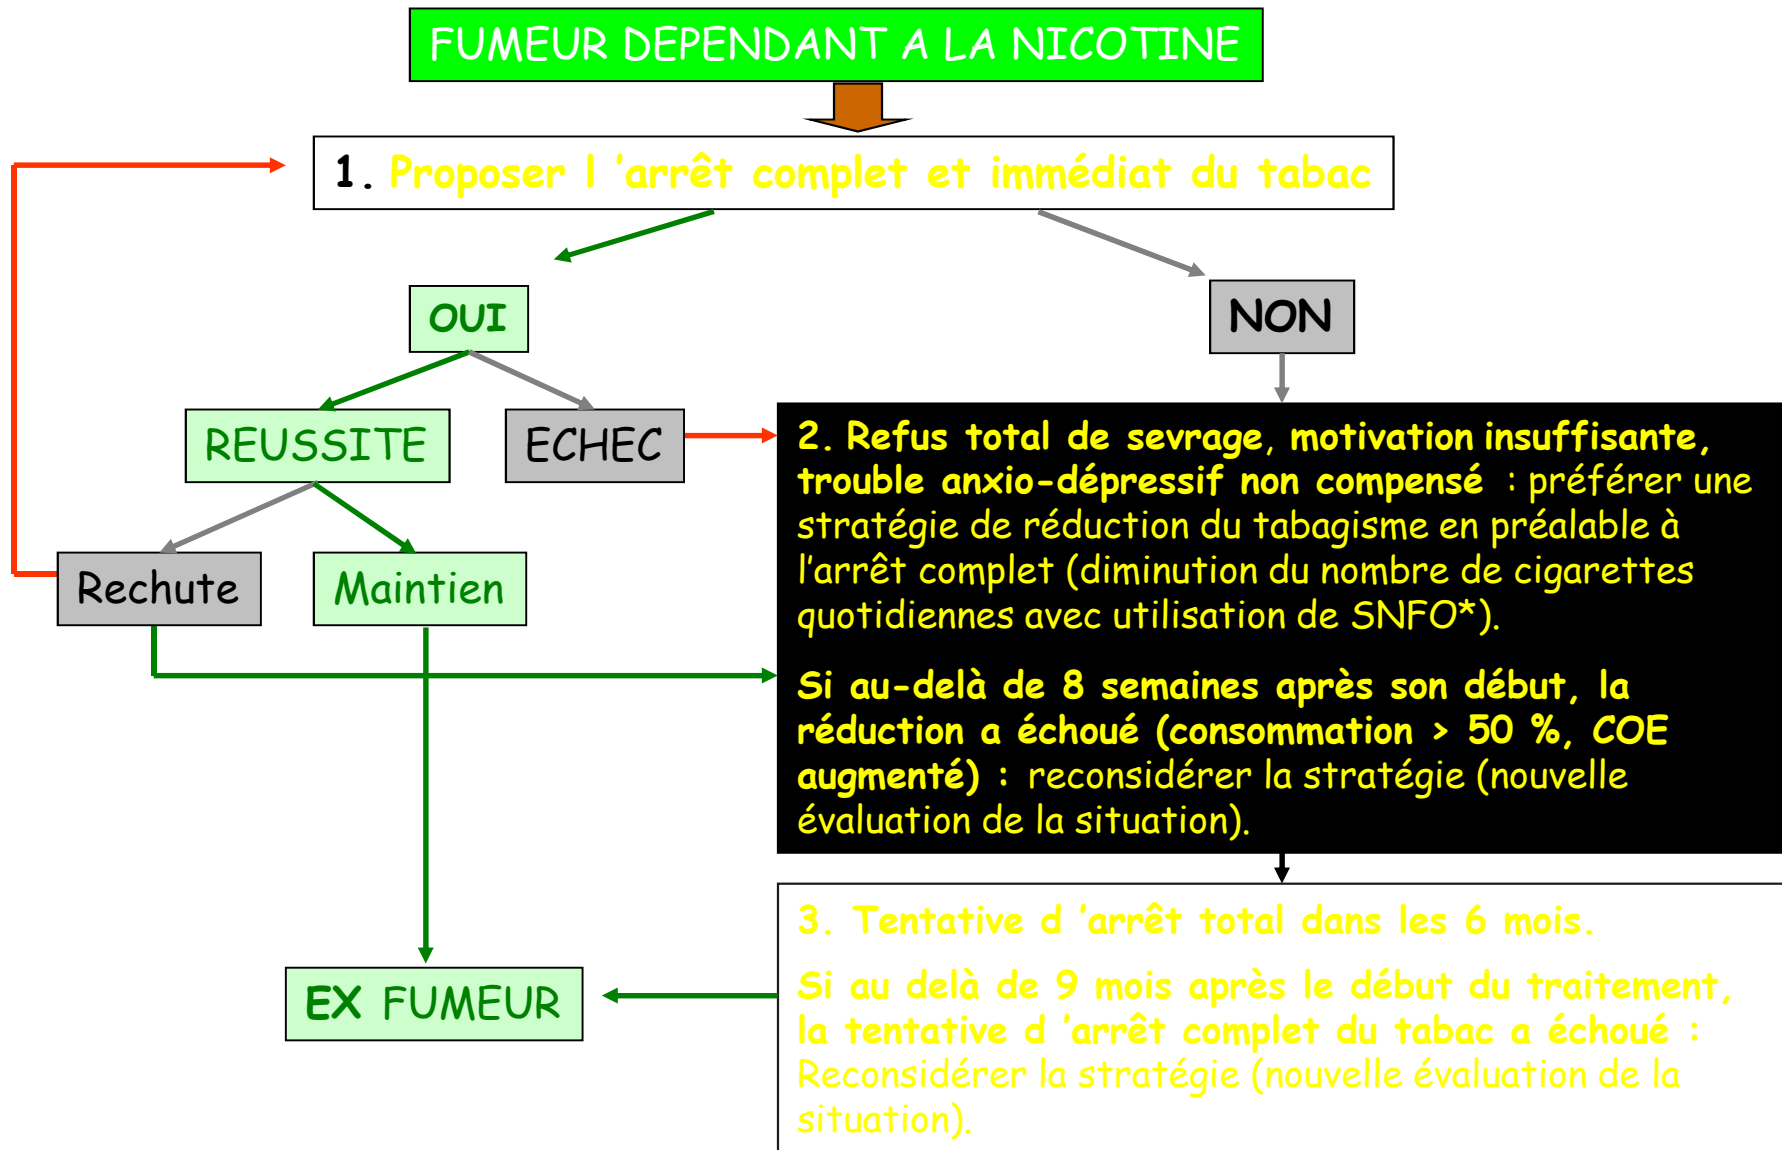 FUMEUR DEPENDANT A LA NICOTINE
1. Proposer l ’arrêt complet et immédiat du tabac
OUI
NON
REUSSITE
ECHEC
Rechute
Maintien
2. Refus total de sevrage, motivation insuffisante,
trouble anxio-dépressif non compensé : préférer une
stratégie de réduction du tabagisme en préalable à
l’arrêt complet (diminution du nombre de cigarettes
quotidiennes avec utilisation de SNFO*).
Si au-delà de 8 semaines après son début, la
réduction a échoué (consommation > 50 %, COE
augmenté) : reconsidérer la stratégie (nouvelle
évaluation de la situation).
3. Tentative d ’arrêt total dans les 6 mois.
Si au delà de 9 mois après le début du traitement,
la tentative d ’arrêt complet du tabac a échoué :
Reconsidérer la stratégie (nouvelle évaluation de la
situation).
EX FUMEUR